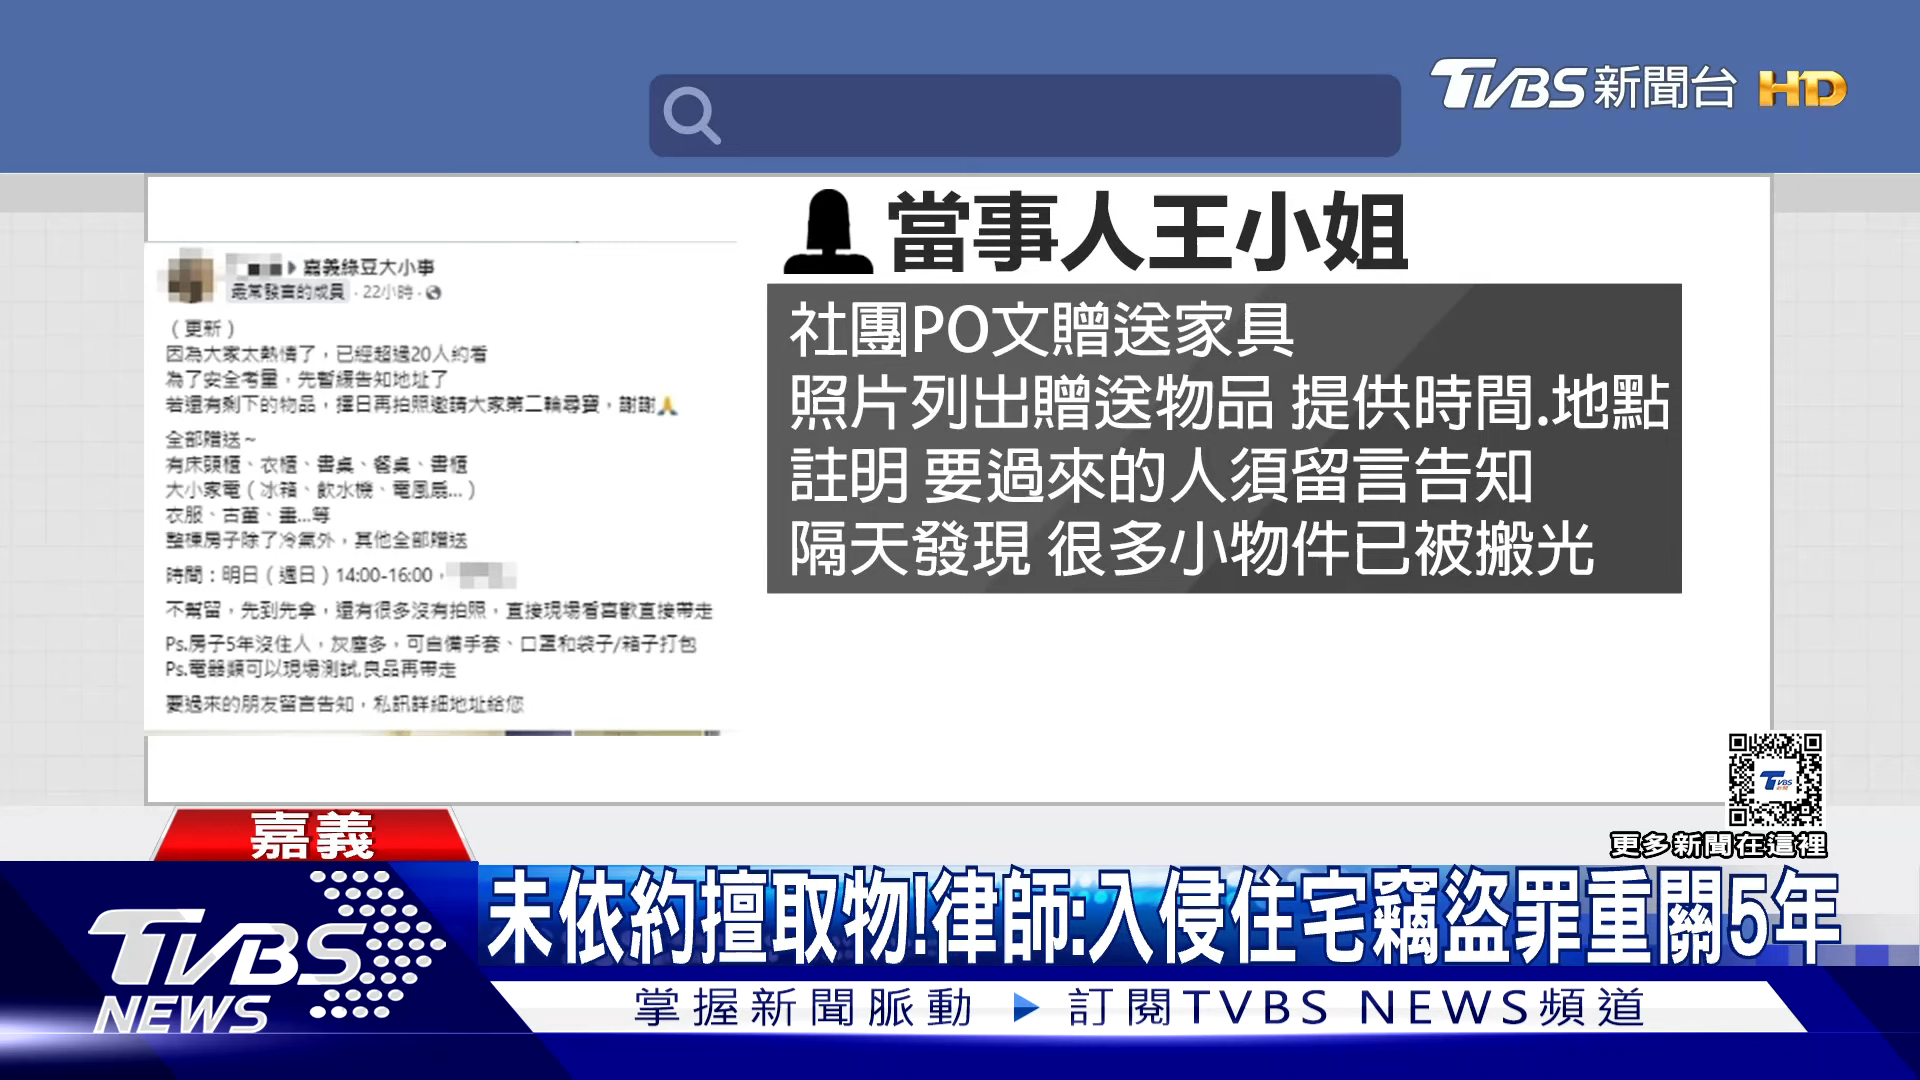 TVBS新聞台 HD
當事人王小姐
社團PO文贈送家具
照片列出贈送物品 提供時間.地點
註明 要過來的人須留言告知
隔天發現 很多小物件已被搬光
嘉義綠豆大小事
最常發言的成員 · 22小時 ·
（更新）
因為大家太熱情了，已經超過20人約看
為了安全考量，先暫緩告知地址了
若還有剩下的物品，擇日再拍照邀請大家第二輪尋寶，謝謝🙏
全部贈送～
有床頭櫃、衣櫃、書桌、餐桌、書櫃
大小家電（冰箱、飲水機、電風扇...）
衣服、古董、畫...等
整棟房子除了冷氣外，其他全部贈送
時間：明日（週日）14:00-16:00，
不幫留，先到先拿，還有很多沒有拍照，直接現場看喜歡直接帶走
Ps.房子5年沒住人，灰塵多，可自備手套、口罩和袋子/箱子打包
Ps.電器類可以現場測試,良品再帶走
要過來的朋友留言告知，私訊詳細地址給您
TVBS
更多新聞在這裡
嘉義
未依約擅取物!律師:入侵住宅竊盜罪重關5年
TVBS
NEWS
掌握新聞脈動 ▶ 訂閱TVBS NEWS頻道